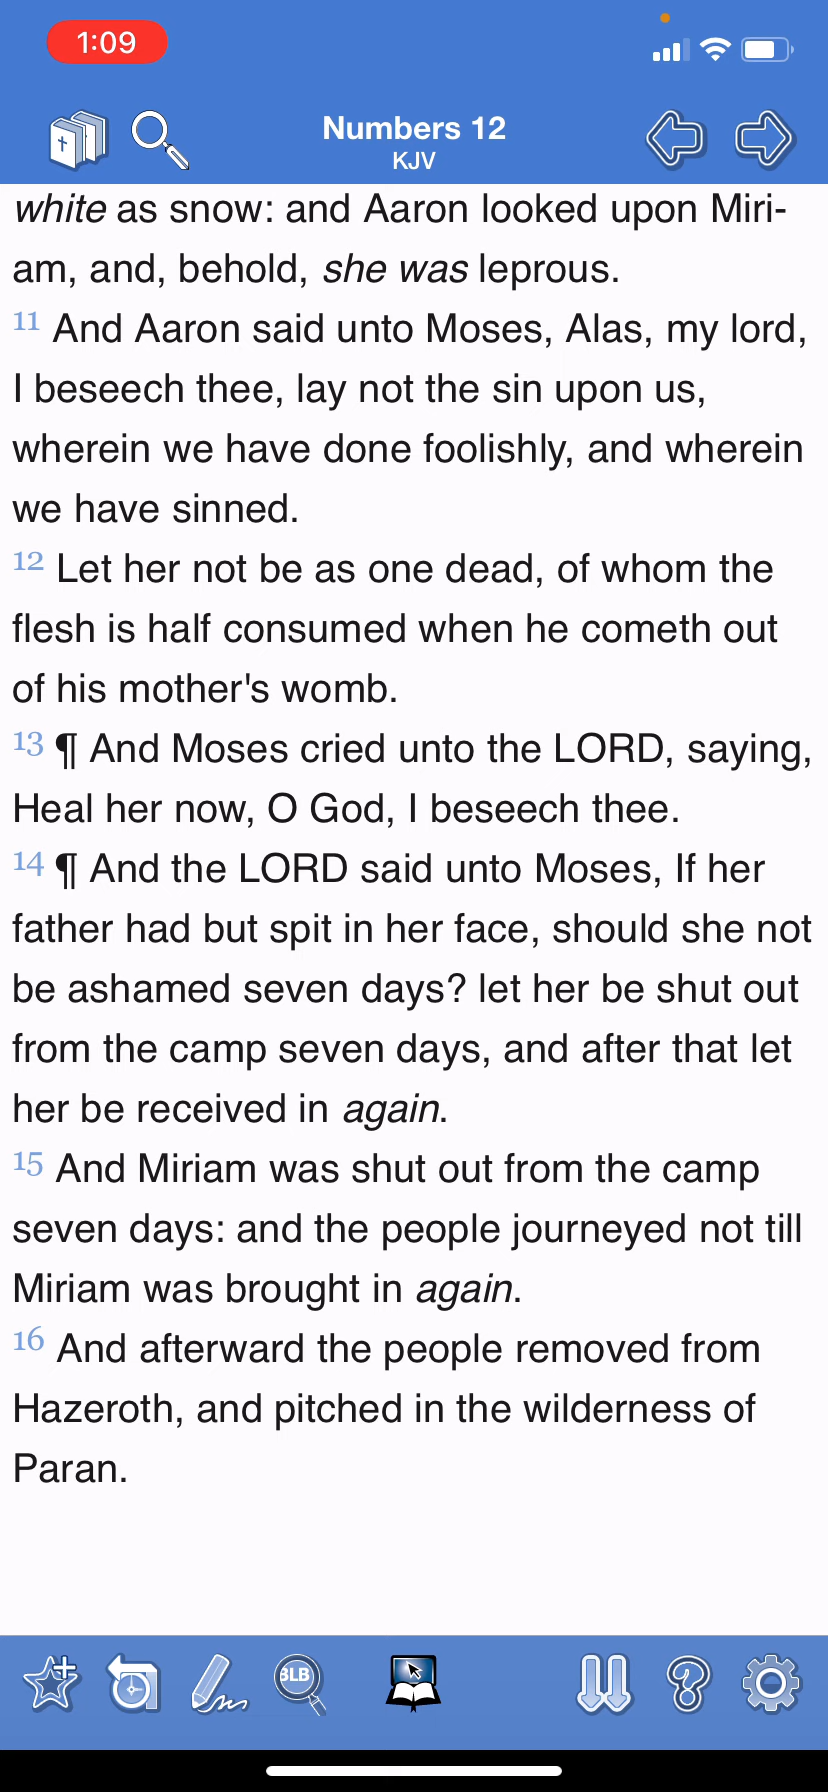 1:09
Numbers 12
KJV
white as snow: and Aaron looked upon Miri-
am, and, behold, she was leprous.
11 And Aaron said unto Moses, Alas, my lord,
I beseech thee, lay not the sin upon us,
wherein we have done foolishly, and wherein
we have sinned.
12 Let her not be as one dead, of whom the
flesh is half consumed when he cometh out
of his mother's womb.
13 ¶ And Moses cried unto the LORD, saying,
Heal her now, O God, I beseech thee.
14 ¶ And the LORD said unto Moses, If her
father had but spit in her face, should she not
be ashamed seven days? let her be shut out
from the camp seven days, and after that let
her be received in again.
15 And Miriam was shut out from the camp
seven days: and the people journeyed not till
Miriam was brought in again.
16 And afterward the people removed from
Hazeroth, and pitched in the wilderness of
Paran.
BLB